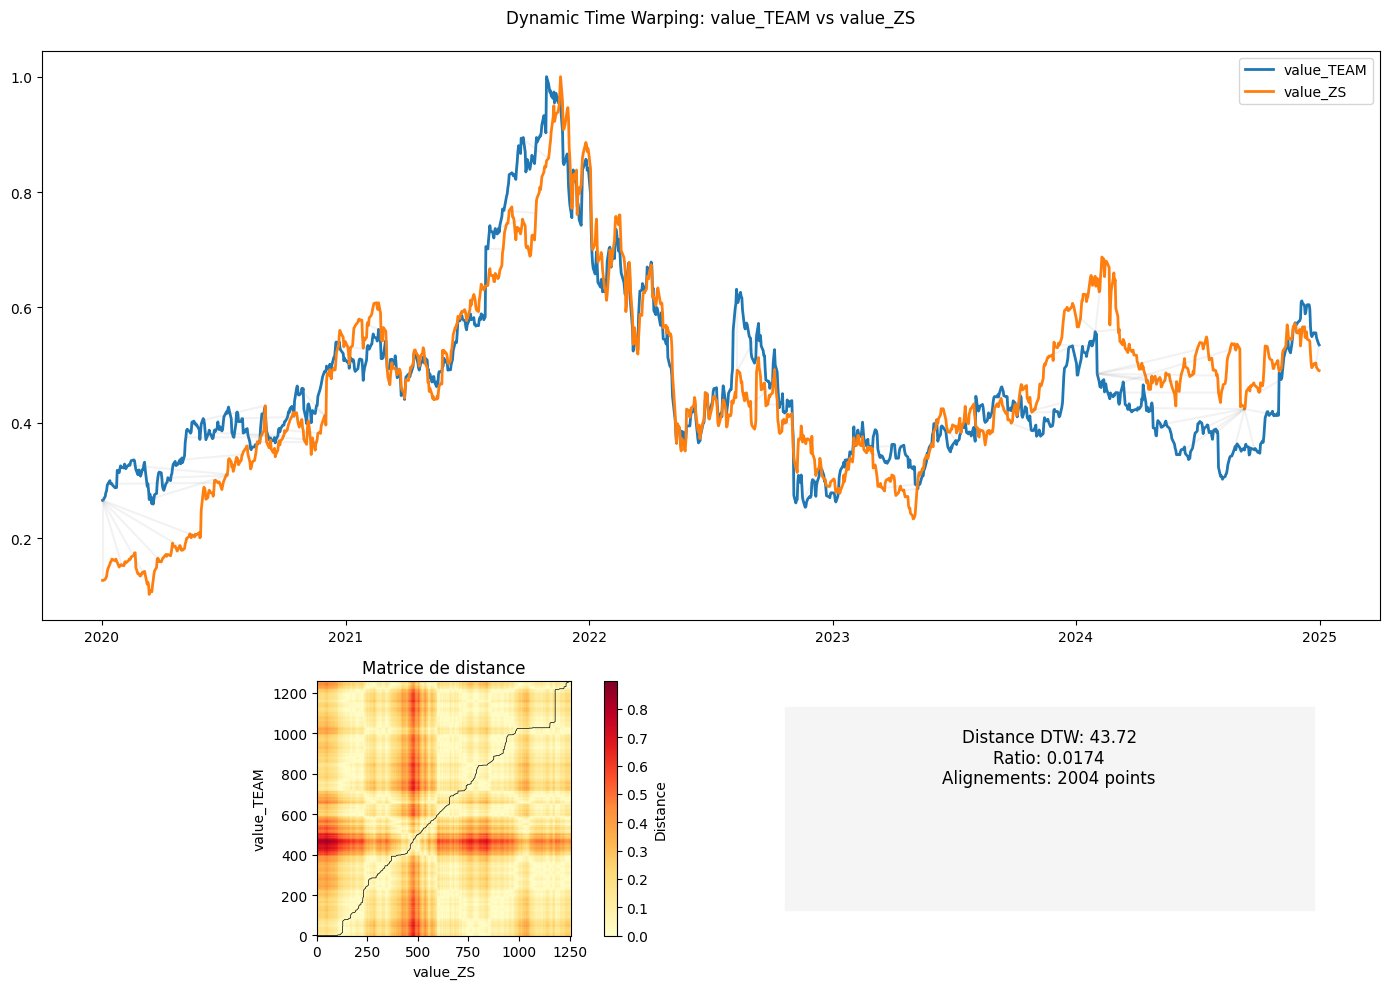 Dynamic Time Warping: value_TEAM vs value_ZS
value_TEAM
value_ZS
1.0
0.8
0.6
0.4
0.2
2020 2021 2022 2023 2024 2025
Matrice de distance
value_TEAM
1200
1000
800
600
400
200
0
0 250 500 750 1000 1250
value_ZS
0.8
0.7
0.6
0.5
0.4
0.3
0.2
0.1
0.0
Distance
Distance DTW: 43.72
Ratio: 0.0174
Alignements: 2004 points